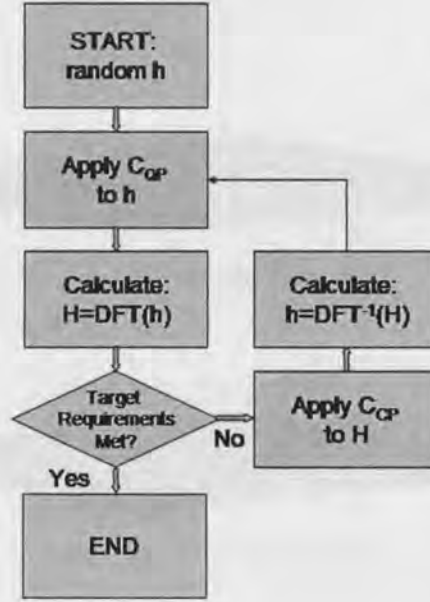 START:
random h
Apply C_OP
to h
Calculate:
H=DFT(h)
Calculate:
h=DFT⁻¹(H)
Target
Requirements
Met?
No
Apply C_CP
to H
Yes
END